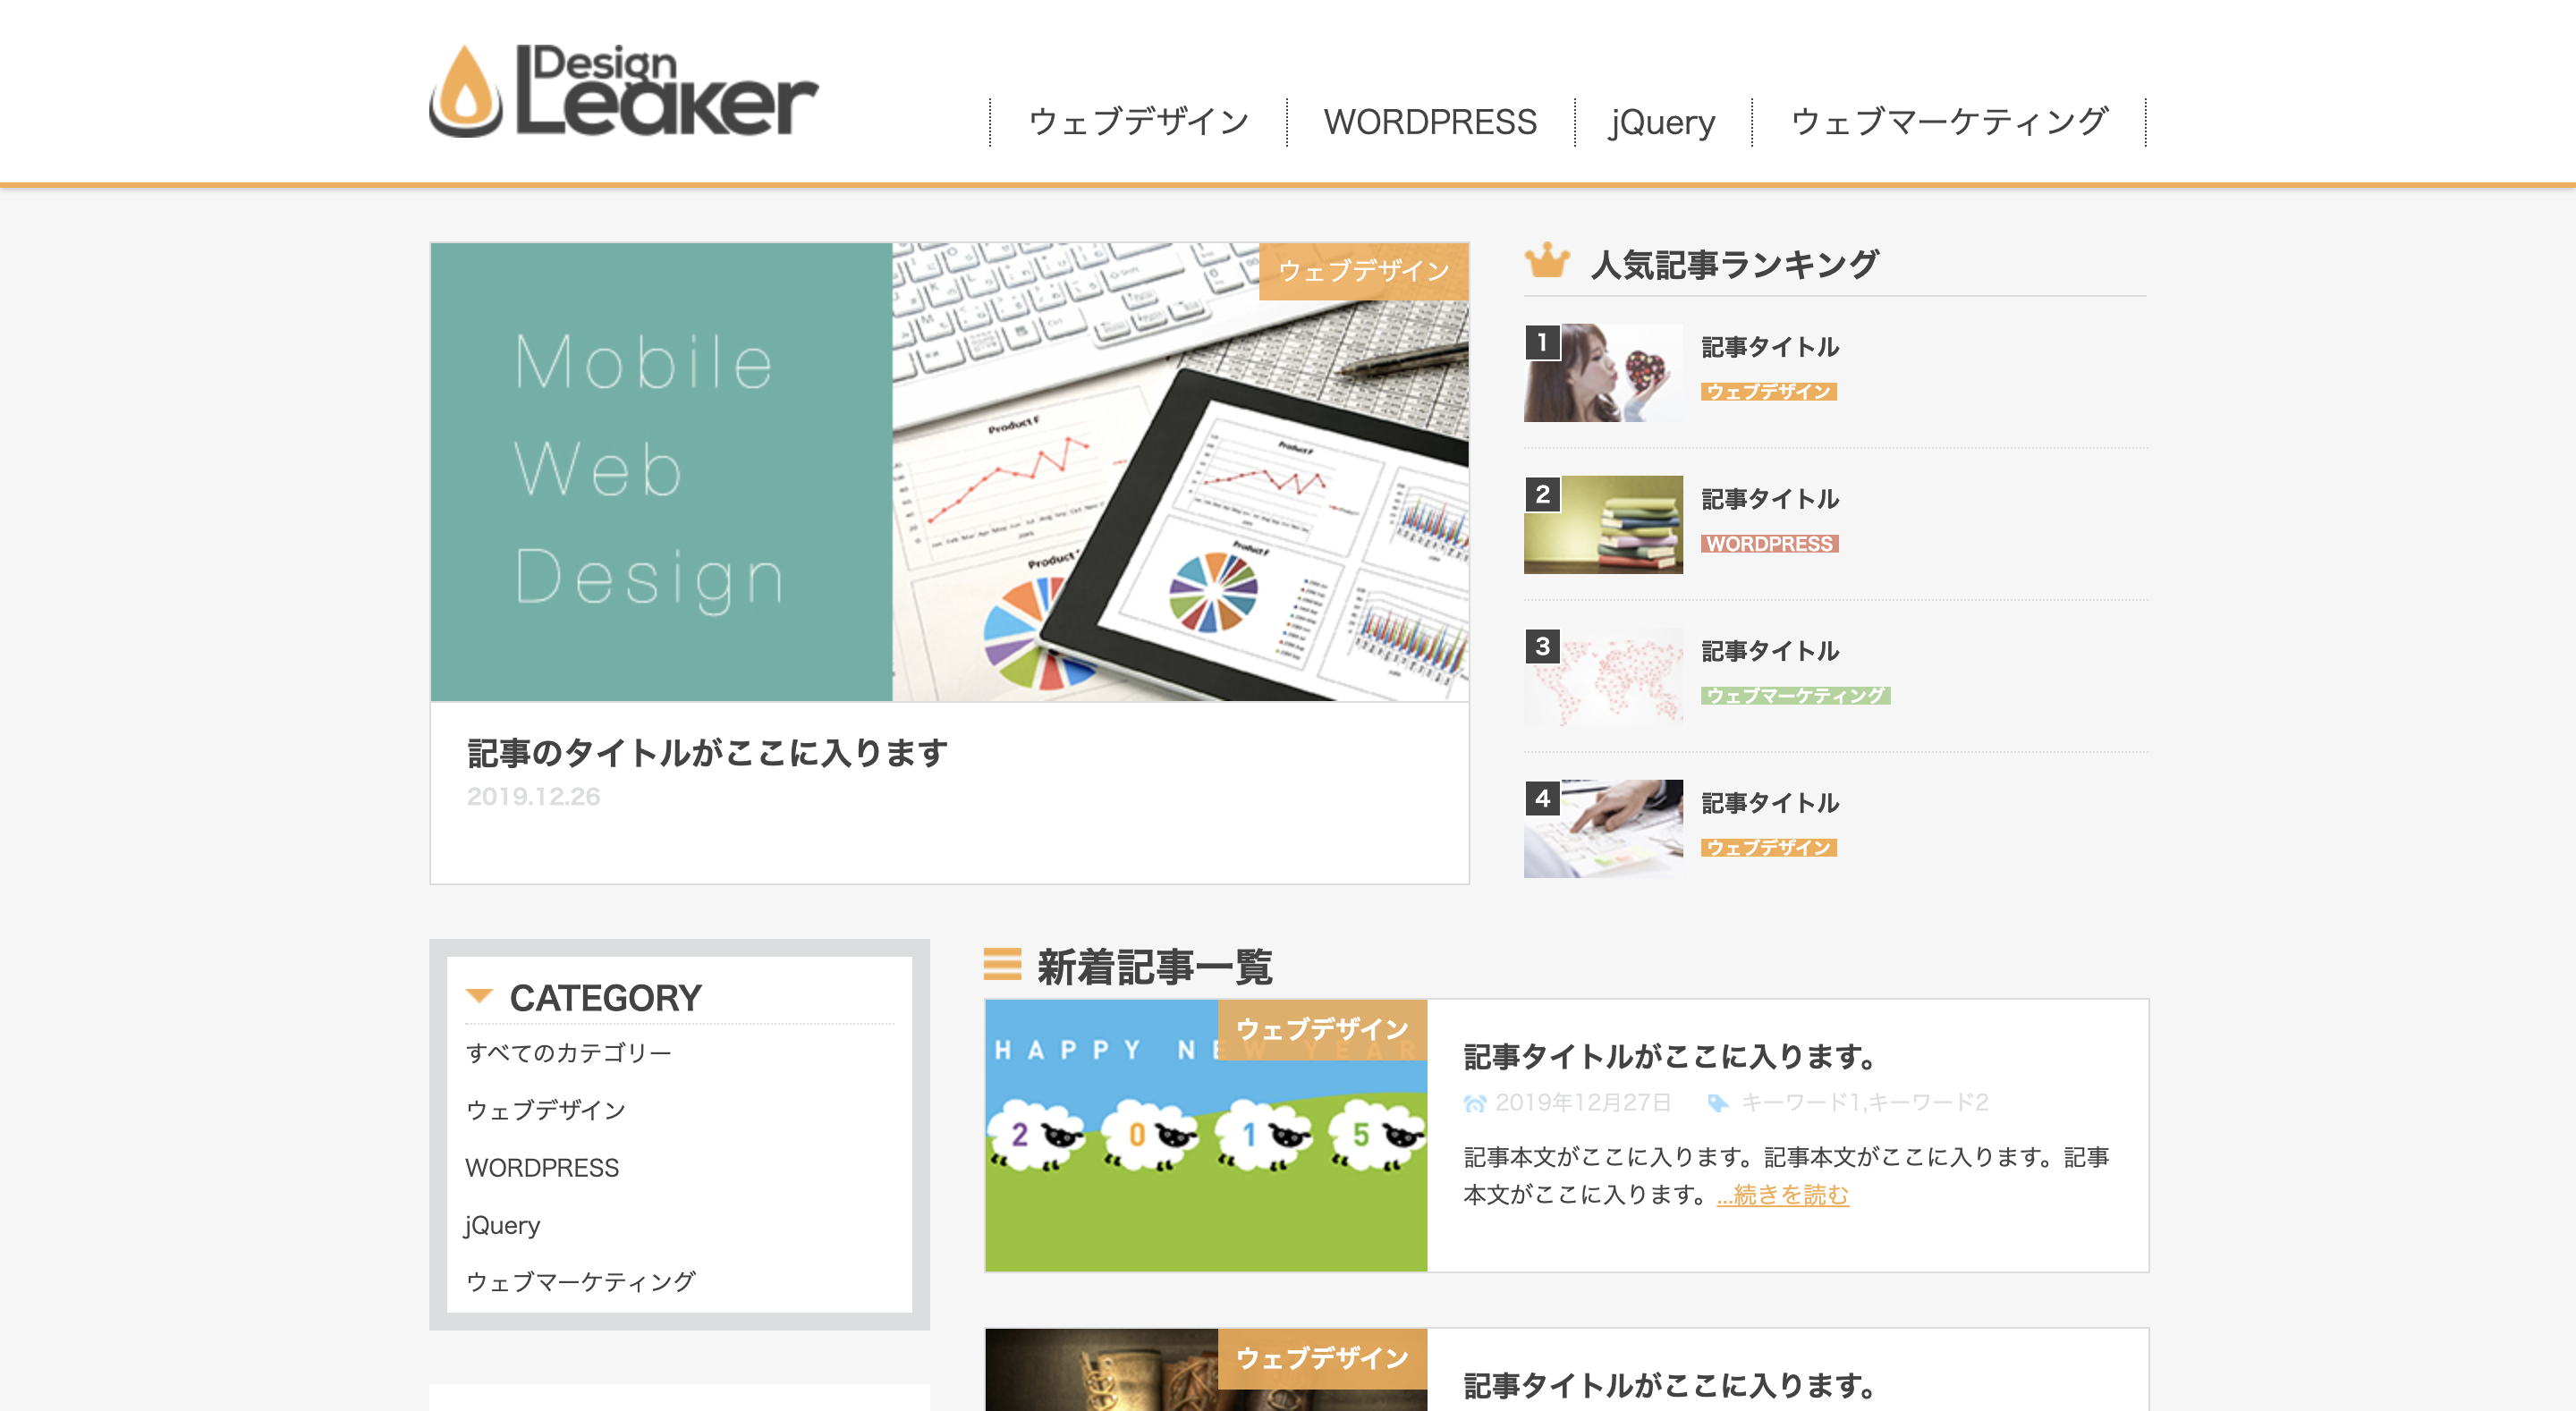 Design
Leaker
ウェブデザイン
WORDPRESS
jQuery
ウェブマーケティング
ウェブデザイン
Mobile
Web
Design
Product F
Product F
Product F
記事のタイトルがここに入ります
2019.12.26
人気記事ランキング
1
記事タイトル
ウェブデザイン
2
記事タイトル
WORDPRESS
3
記事タイトル
ウェブマーケティング
4
記事タイトル
ウェブデザイン
CATEGORY
すべてのカテゴリー
ウェブデザイン
WORDPRESS
jQuery
ウェブマーケティング
新着記事一覧
ウェブデザイン
HAPPY NEW YEAR
2 0 1 5
記事タイトルがここに入ります。
2019年12月27日 キーワード1,キーワード2
記事本文がここに入ります。記事本文がここに入ります。記事
本文がここに入ります。...続きを読む
ウェブデザイン
記事タイトルがここに入ります。